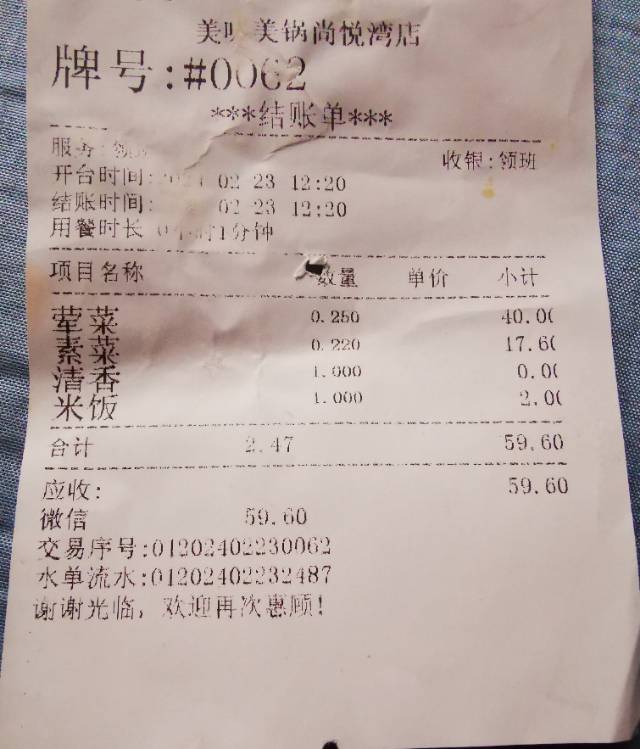 美 美锅尚悦湾店
牌号:#0062
***结账单***
服务: 收银:领班
开台时间: 02-23 12:20
结账时间: 02-23 12:20
用餐时长 1分钟
项目名称 数量 单价 小计
荤菜 0.250 40.0
素菜 0.220 17.6
清香 1.000 0.0
米饭 1.000 2.0
合计 2.47 59.60
应收: 59.60
微信 59.60
交易序号:01202402230062
水单流水:01202402232487
谢谢光临, 欢迎再次惠顾!